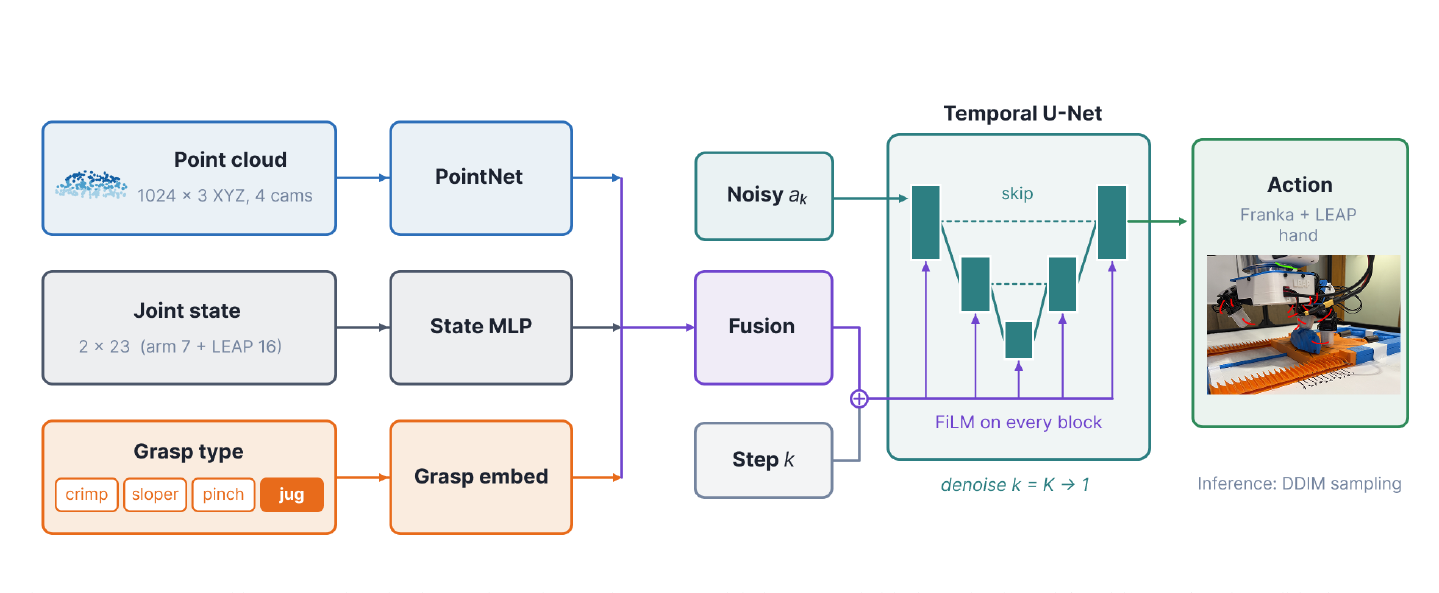 Point cloud
1024 × 3 XYZ, 4 cams
PointNet
Joint state
2 × 23 (arm 7 + LEAP 16)
State MLP
Grasp type
crimp
sloper
pinch
jug
Grasp embed
Noisy aₖ
Fusion
Step k
Temporal U-Net
skip
FiLM on every block
denoise k = K → 1
Action
Franka + LEAP
hand
Inference: DDIM sampling